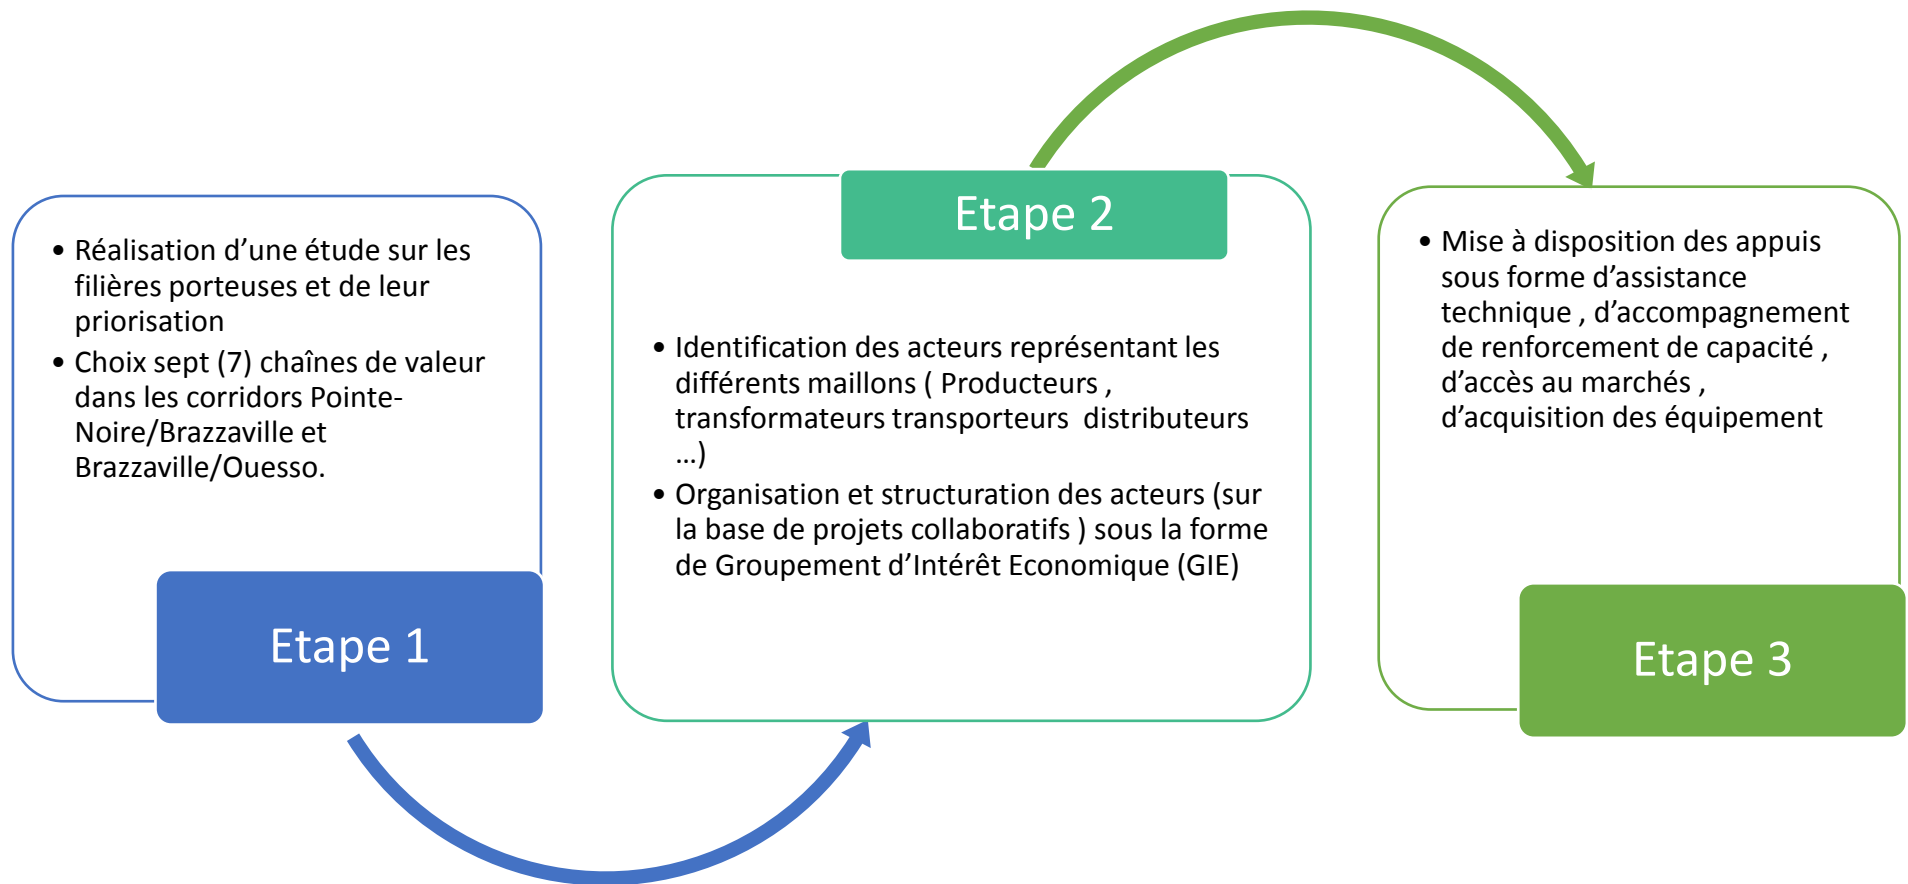 • Réalisation d’une étude sur les
filières porteuses et de leur
priorisation
• Choix sept (7) chaînes de valeur
dans les corridors Pointe-
Noire/Brazzaville et
Brazzaville/Ouesso.
Etape 1
Etape 2
• Identification des acteurs représentant les
différents maillons ( Producteurs ,
transformateurs transporteurs  distributeurs
...)
• Organisation et structuration des acteurs (sur
la base de projets collaboratifs ) sous la forme
de Groupement d’Intérêt Economique (GIE)
• Mise à disposition des appuis
sous forme d’assistance
technique , d’accompagnement
de renforcement de capacité ,
d’accès au marchés ,
d’acquisition des équipement
Etape 3